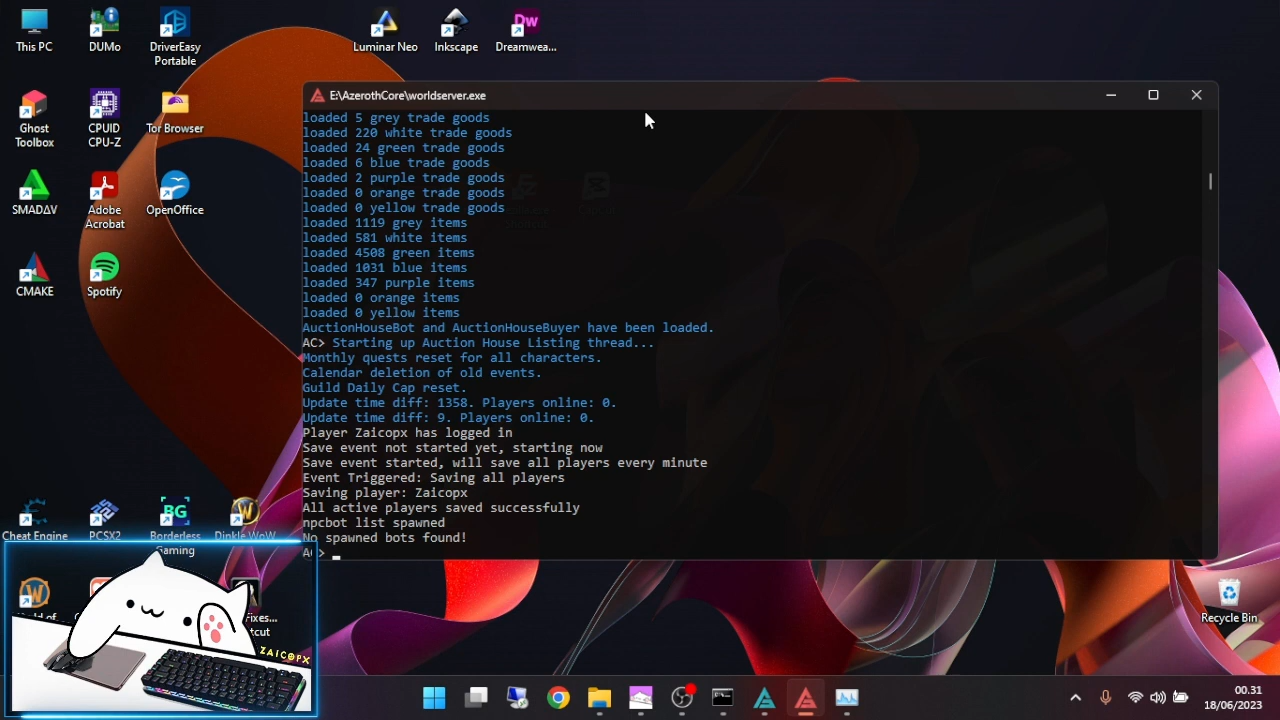 This PC
DUMo
DriverEasy
Portable
Luminar Neo
Inkscape
Dw
Dreamwea...
Ghost
Toolbox
CPUID
CPU-Z
Tor Browser
SMADΔV
Adobe
Acrobat
OpenOffice
CMAKE
Spotify
E:\AzerothCore\worldserver.exe
loaded 5 grey trade goods
loaded 220 white trade goods
loaded 24 green trade goods
loaded 6 blue trade goods
loaded 2 purple trade goods
loaded 0 orange trade goods
loaded 0 yellow trade goods
loaded 1119 grey items
loaded 581 white items
loaded 4508 green items
loaded 1031 blue items
loaded 347 purple items
loaded 0 orange items
loaded 0 yellow items
AuctionHouseBot and AuctionHouseBuyer have been loaded.
AC> Starting up Auction House Listing thread...
Monthly quests reset for all characters.
Calendar deletion of old events.
Guild Daily Cap reset.
Update time diff: 1358. Players online: 0.
Update time diff: 9. Players online: 0.
Player Zaicopx has logged in
Save event not started yet, starting now
Save event started, will save all players every minute
Event Triggered: Saving all players
Saving player: Zaicopx
All active players saved successfully
npcbot list spawned
No spawned bots found!
AC>
Cheat Engine
PCSX2
BG
Borderless
Gaming
Dinkle WoW
ZAICOPX
Recycle Bin
00.31
18/06/2023